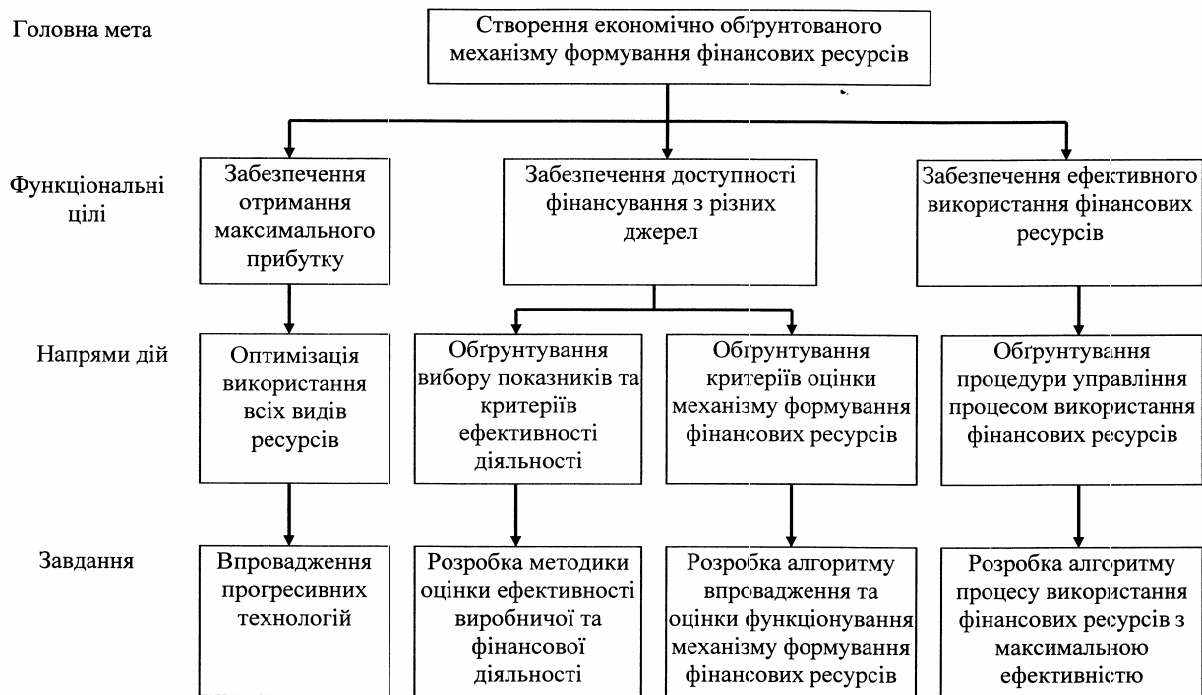 Головна мета
Створення економічно обґрунтованого
механізму формування фінансових ресурсів
Функціональні
цілі
Забезпечення
отримання
максимального
прибутку
Забезпечення доступності
фінансування з різних
джерел
Забезпечення ефективного
використання фінансових
ресурсів
Напрями дій
Оптимізація
використання
всіх видів
ресурсів
Обґрунтування
вибору показників та
критеріїв
ефективності
діяльності
Обґрунтування
критеріїв оцінки
механізму формування
фінансових ресурсів
Обґрунтування
процедури управління
процесом використання
фінансових ресурсів
Завдання
Впровадження
прогресивних
технологій
Розробка методики
оцінки ефективності
виробничої та
фінансової
діяльності
Розробка алгоритму
впровадження та
оцінки функціонування
механізму формування
фінансових ресурсів
Розробка алгоритму
процесу використання
фінансових ресурсів з
максимальною
ефективністю